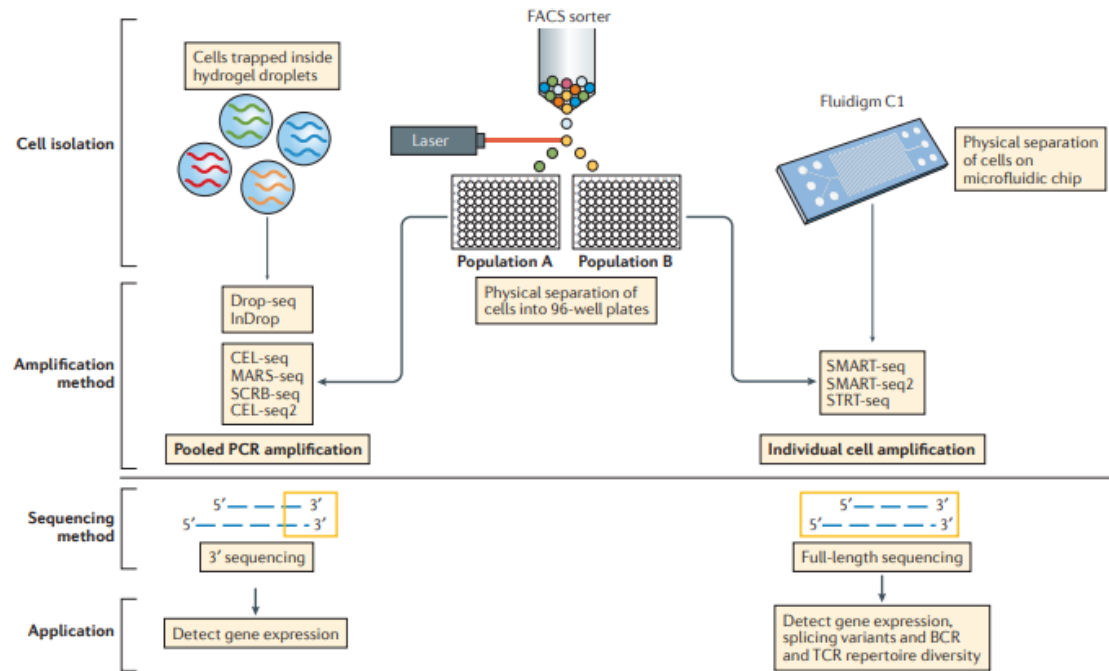 FACS sorter
Cells trapped inside
hydrogel droplets
Fluidigm C1
Cell isolation
Laser
Physical separation
of cells on
microfluidic chip
Population A
Population B
Physical separation of
cells into 96-well plates
Drop-seq
InDrop
Amplification
method
CEL-seq
MARS-seq
SCRB-seq
CEL-seq2
SMART-seq
SMART-seq2
STRT-seq
Pooled PCR amplification
Individual cell amplification
Sequencing
method
5′ 3′
5′ 3′
3′ sequencing
5′ 3′
5′ 3′
Full-length sequencing
Application
Detect gene expression
Detect gene expression,
splicing variants and BCR
and TCR repertoire diversity